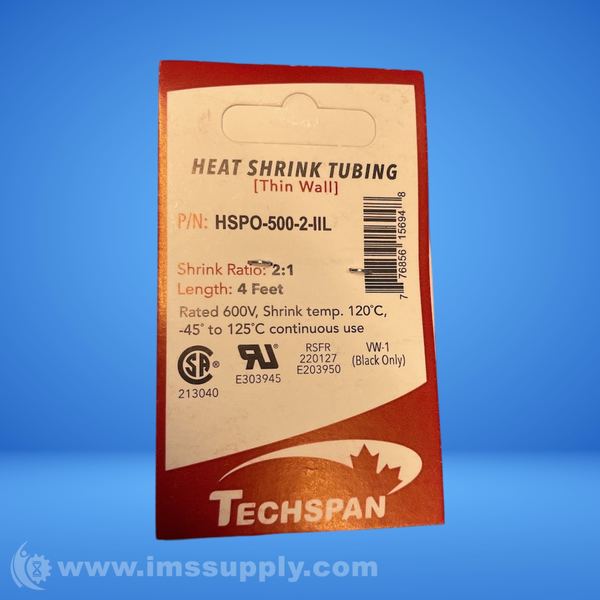 HEAT SHRINK TUBING
[Thin Wall]
P/N: HSPO-500-2-IIL
Shrink Ratio: 2:1
Length: 4 Feet
7 76856 15694 8
Rated 600V, Shrink temp. 120°C,
-45° to 125°C continuous use
SA
213040
RU
E303945
RSFR
220127
E203950
VW-1
(Black Only)
TECHSPAN
www.imssupply.com